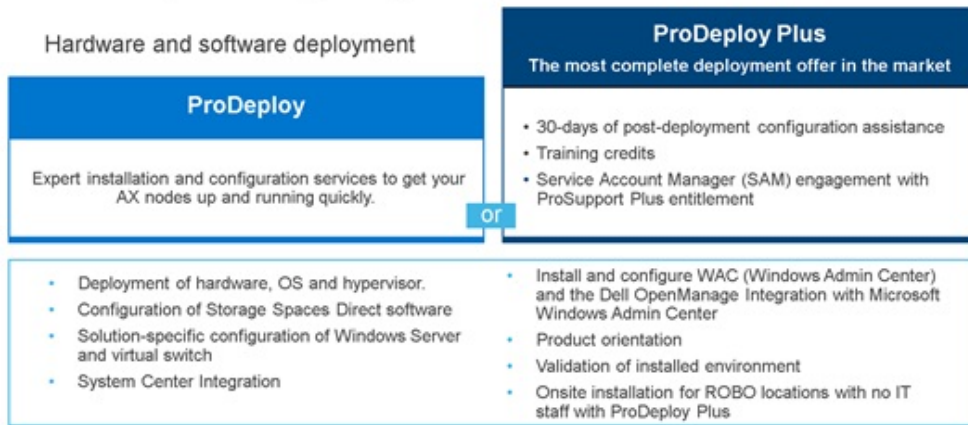 Hardware and software deployment
ProDeploy
Expert installation and configuration services to get your
AX nodes up and running quickly.
or
ProDeploy Plus
The most complete deployment offer in the market
• 30-days of post-deployment configuration assistance
• Training credits
• Service Account Manager (SAM) engagement with
ProSupport Plus entitlement
• Deployment of hardware, OS and hypervisor.
• Configuration of Storage Spaces Direct software
• Solution-specific configuration of Windows Server
and virtual switch
• System Center Integration
• Install and configure WAC (Windows Admin Center)
and the Dell OpenManage Integration with Microsoft
Windows Admin Center
• Product orientation
• Validation of installed environment
• Onsite installation for ROBO locations with no IT
staff with ProDeploy Plus